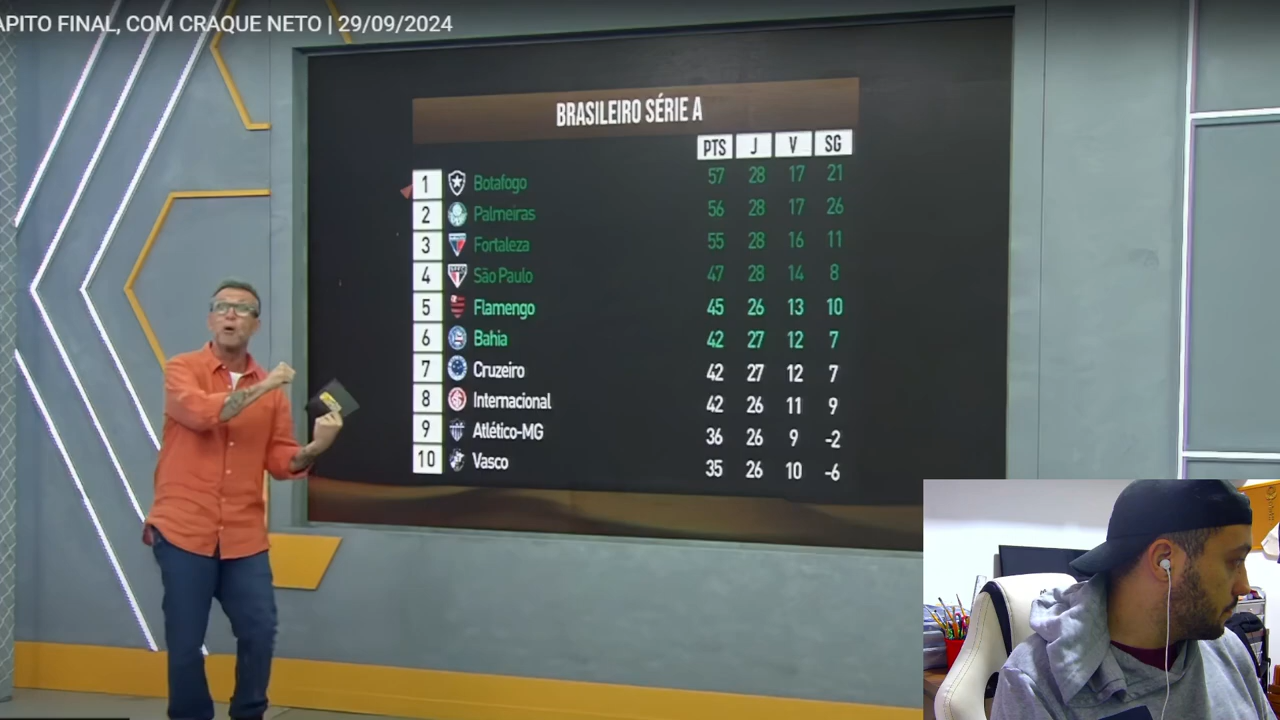 APITO FINAL, COM CRAQUE NETO | 29/09/2024
BRASILEIRO SÉRIE A
PTS J V SG
1 Botafogo 57 28 17 21
2 Palmeiras 56 28 17 26
3 Fortaleza 55 28 16 11
4 São Paulo 47 28 14 8
5 Flamengo 45 26 13 10
6 Bahia 42 27 12 7
7 Cruzeiro 42 27 12 7
8 Internacional 42 26 11 9
9 Atlético-MG 36 26 9 -2
10 Vasco 35 26 10 -6